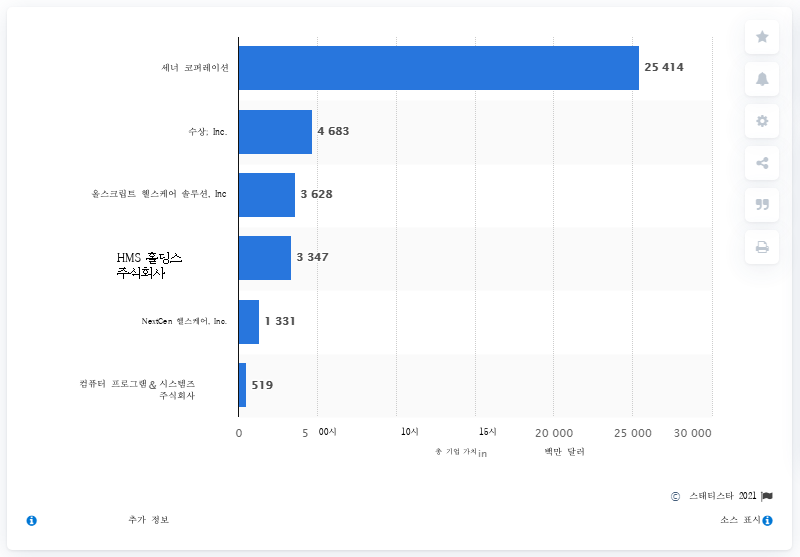 세너 코퍼레이션
25 414
수상; Inc.
4 683
올스크립트 헬스케어 솔루션, Inc
3 628
HMS 홀딩스
주식회사
3 347
NextGen 헬스케어, Inc.
1 331
컴퓨터 프로그램 & 시스템즈
주식회사
519
0 5 00시 10시 15시 20 000 25 000 30 000
총 기업 가치 in 백만 달러
© 스태티스타 2021
추가 정보 소스 표시